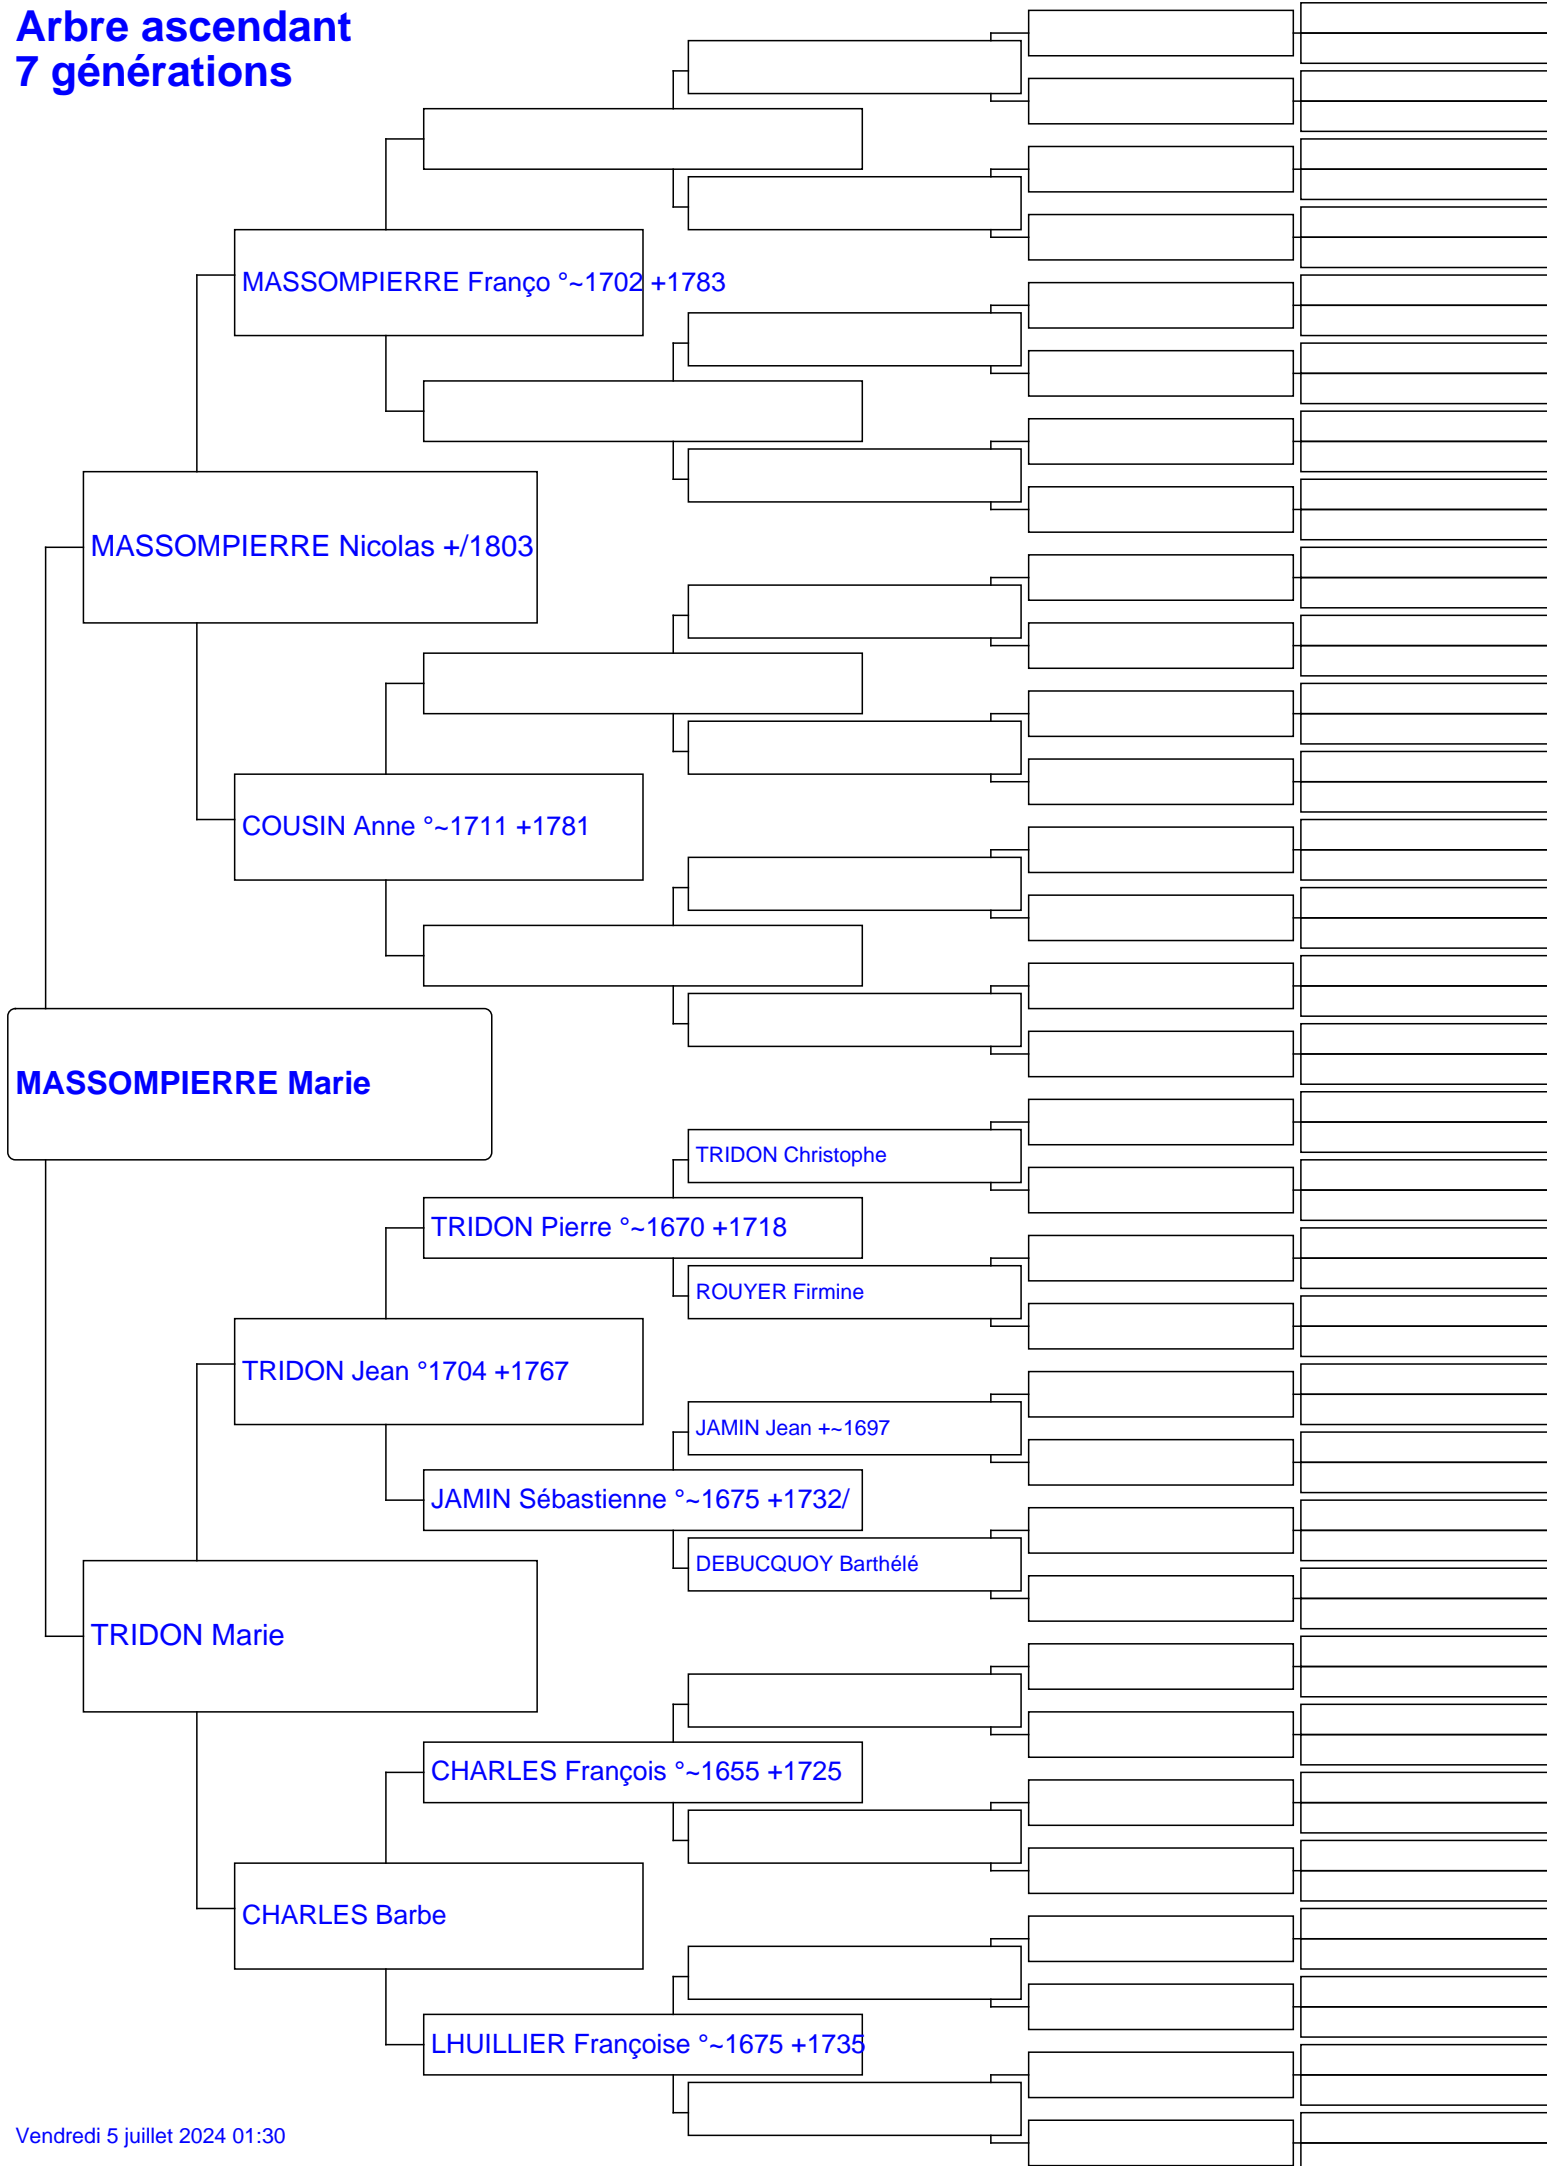 Arbre ascendant
7 générations
MASSOMPIERRE Franço °~1702 +1783
MASSOMPIERRE Nicolas +/1803
COUSIN Anne °~1711 +1781
MASSOMPIERRE Marie
TRIDON Christophe
TRIDON Pierre °~1670 +1718
ROUYER Firmine
TRIDON Jean °1704 +1767
JAMIN Jean +~1697
JAMIN Sébastienne °~1675 +1732/
DEBUCQUOY Barthélé
TRIDON Marie
CHARLES François °~1655 +1725
CHARLES Barbe
LHUILLIER Françoise °~1675 +1735
Vendredi 5 juillet 2024 01:30